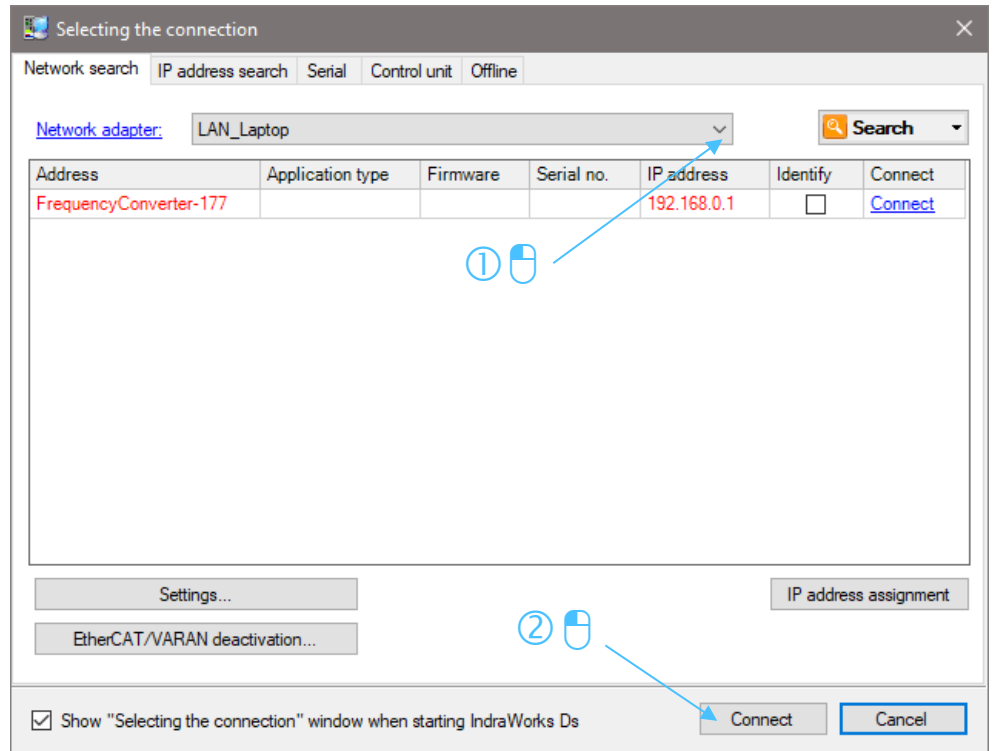 Selecting the connection
Network search IP address search Serial Control unit Offline
Network adapter: LAN_Laptop Search
Address Application type Firmware Serial no. IP address Identify Connect
FrequencyConverter-177 192.168.0.1 Connect
①
Settings... IP address assignment
EtherCAT/VARAN deactivation...
②
Show "Selecting the connection" window when starting IndraWorks Ds Connect Cancel